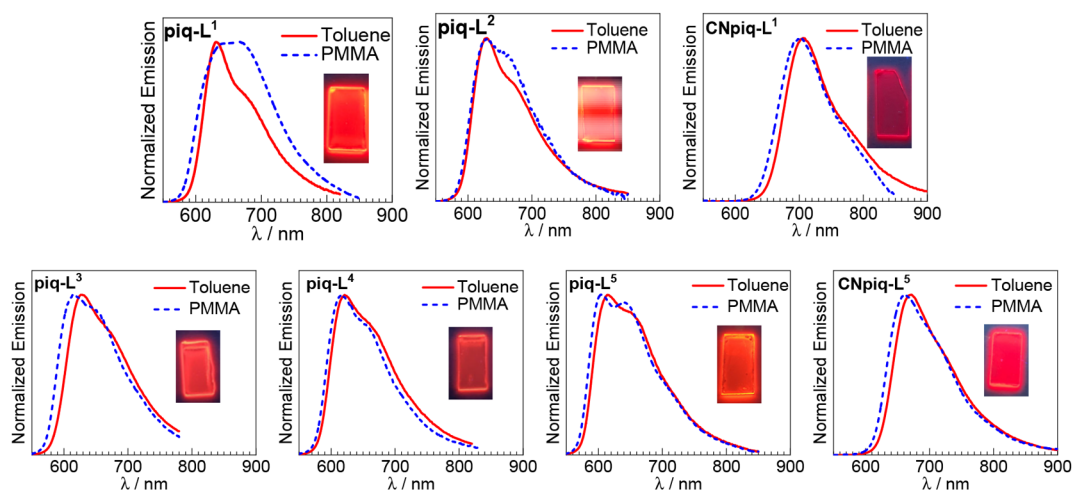 piq-L¹
Toluene
PMMA
Normalized Emission
600 700 800 900
λ / nm
piq-L²
Toluene
PMMA
Normalized Emission
600 700 800 900
λ / nm
CNpiq-L¹
Toluene
PMMA
Normalized Emission
600 700 800 900
λ / nm
piq-L³
Toluene
PMMA
Normalized Emission
600 700 800 900
λ / nm
piq-L⁴
Toluene
PMMA
Normalized Emission
600 700 800 900
λ / nm
piq-L⁵
Toluene
PMMA
Normalized Emission
600 700 800 900
λ / nm
CNpiq-L⁵
Toluene
PMMA
Normalized Emission
600 700 800 900
λ / nm